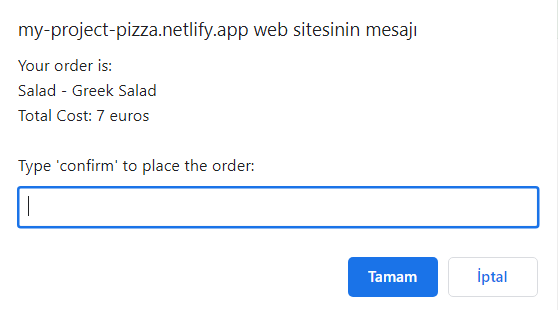 my-project-pizza.netlify.app web sitesinin mesajı
Your order is:
Salad - Greek Salad
Total Cost: 7 euros
Type 'confirm' to place the order:
Tamam
İptal